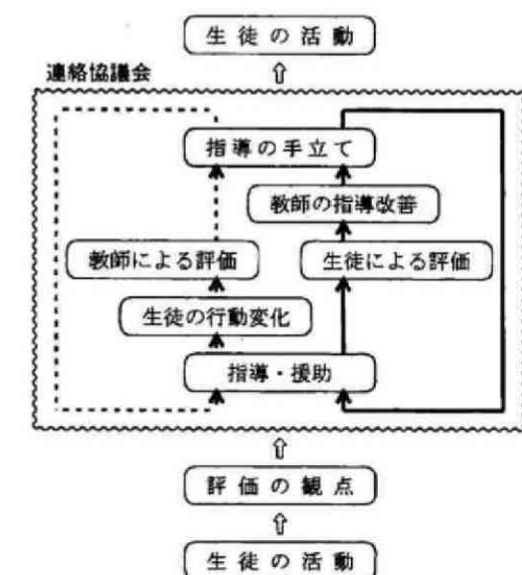 生徒の活動
連絡協議会
指導の手立て
教師の指導改善
教師による評価
生徒による評価
生徒の行動変化
指導・援助
評価の観点
生徒の活動